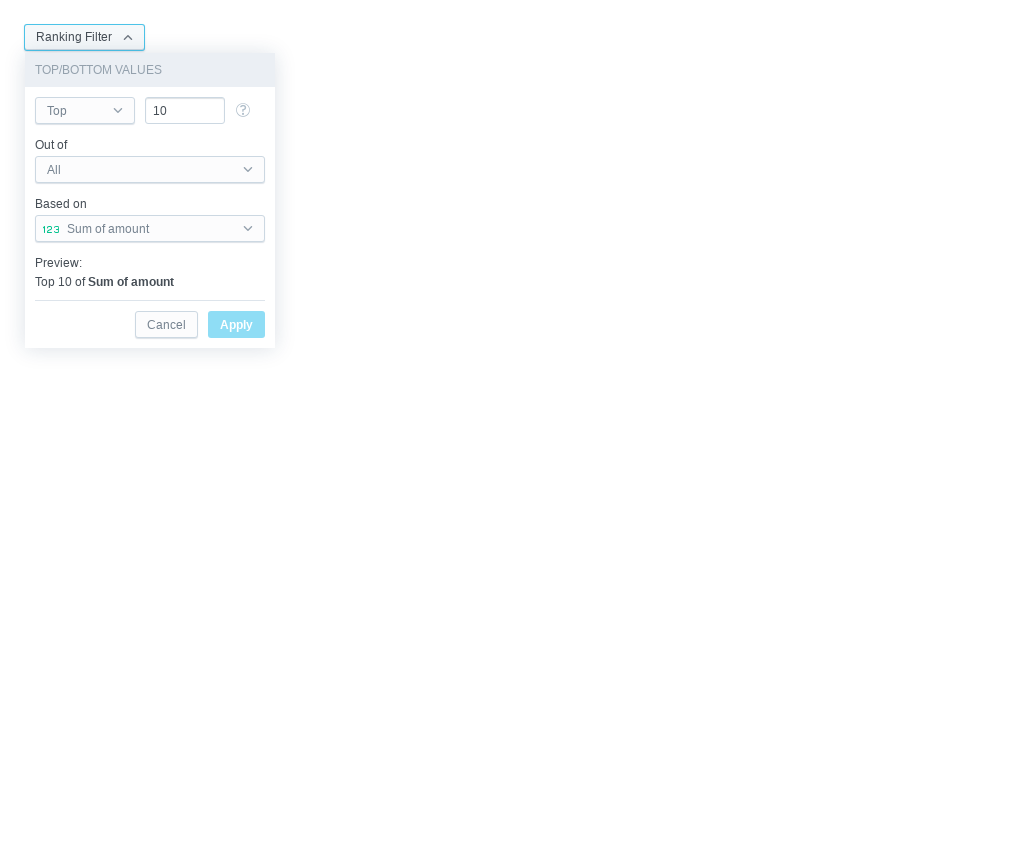 Ranking Filter
TOP/BOTTOM VALUES
Top 10 ?
Out of
All
Based on
123 Sum of amount
Preview:
Top 10 of Sum of amount
Cancel Apply